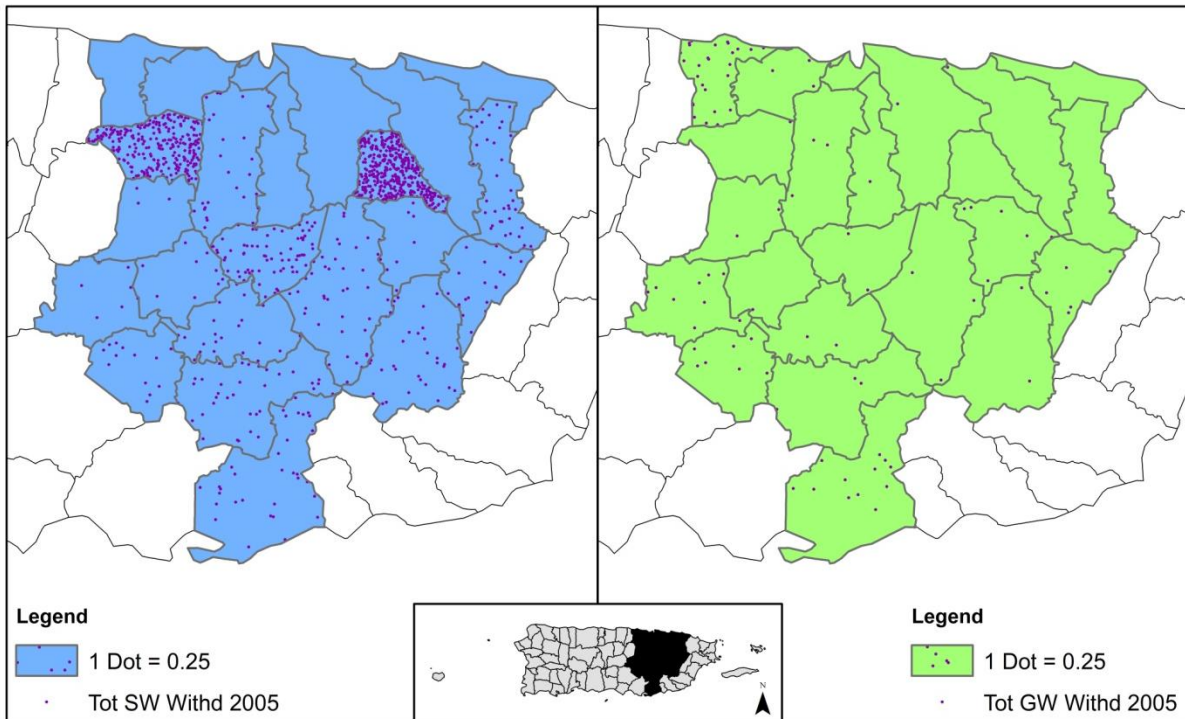 Legend
1 Dot = 0.25
Tot SW Withd 2005
N
Legend
1 Dot = 0.25
Tot GW Withd 2005